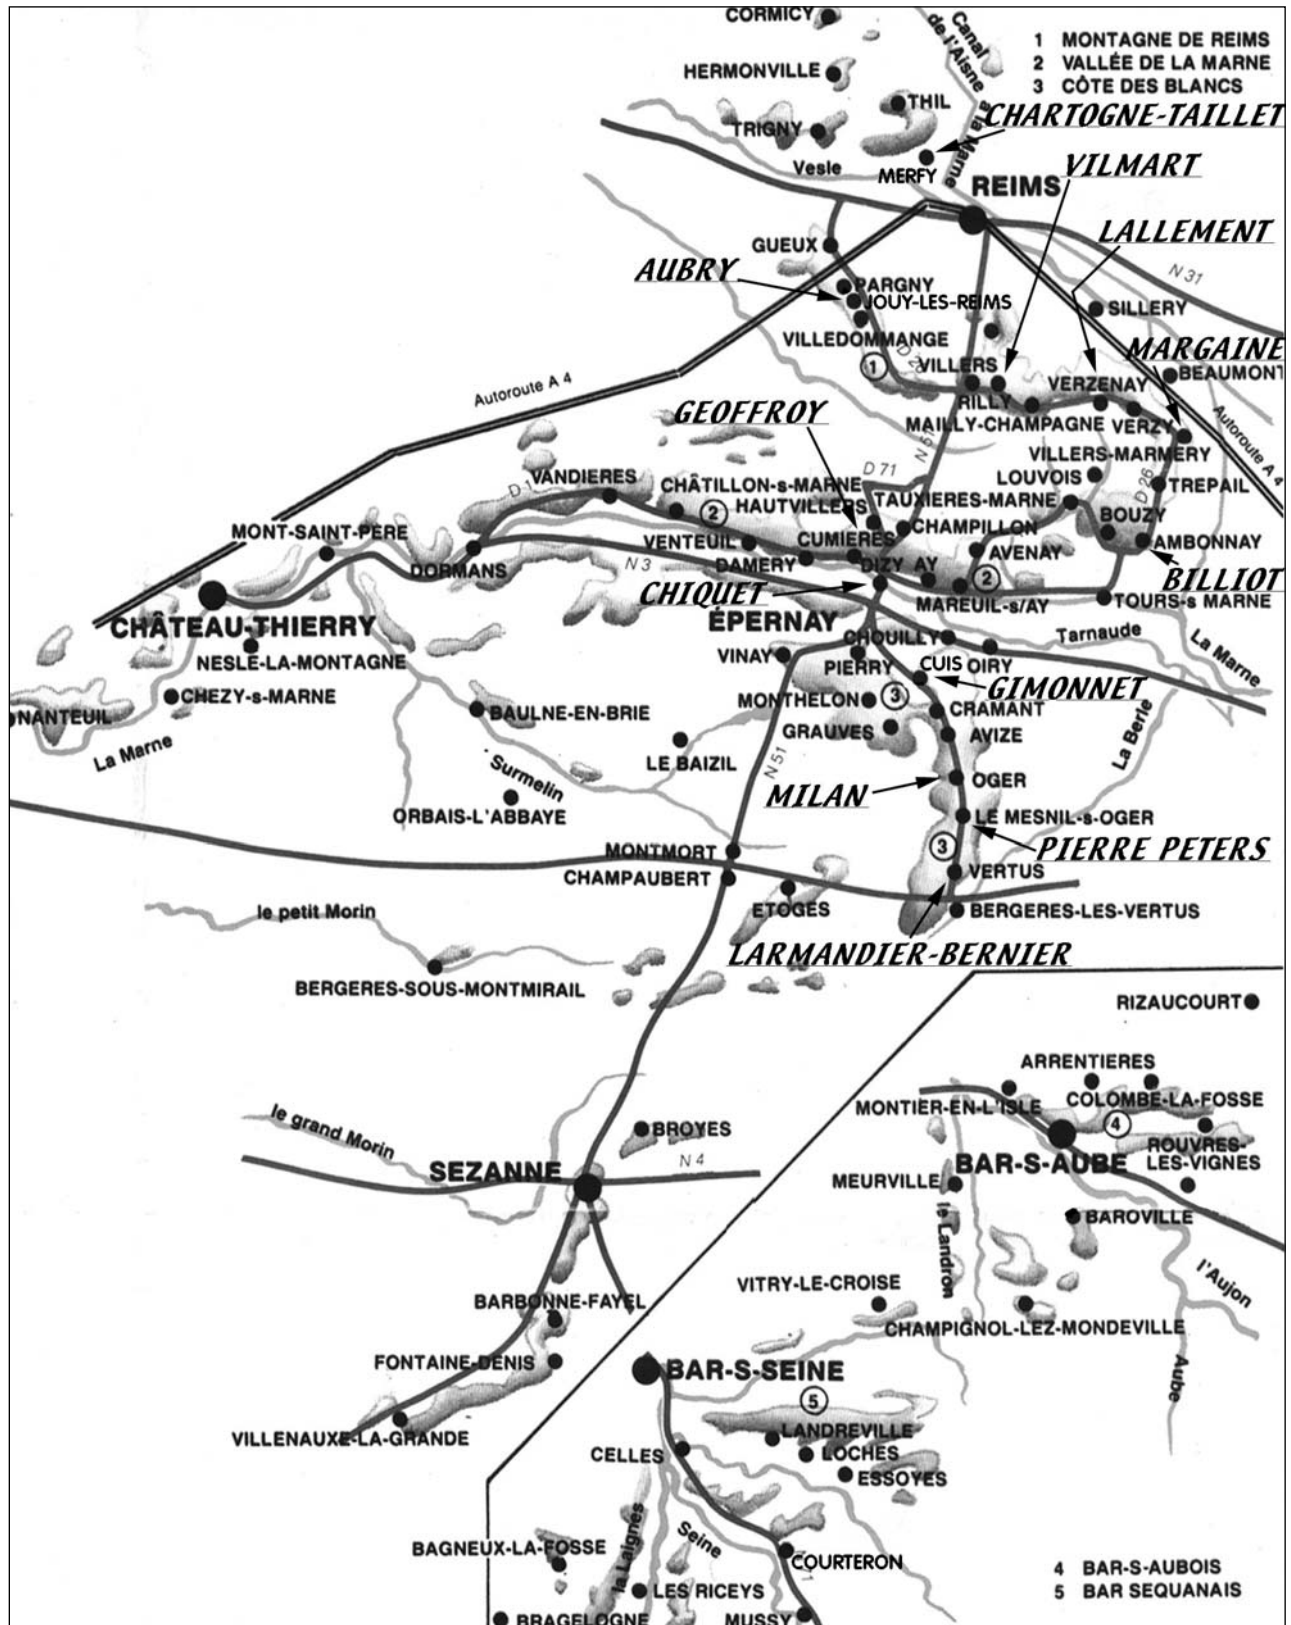 CORMICY
Canal
de l'Aisne
a la Marne
1 MONTAGNE DE REIMS
2 VALLÉE DE LA MARNE
3 CÔTE DES BLANCS
HERMONVILLE
THIL
CHARTOGNE-TAILLET
TRIGNY
Vesle
MERFY
VILMART
REIMS
LALLEMENT
GUEUX
N 31
AUBRY
PARGNY
JOUY-LES-REIMS
SILLERY
VILLEDOMMANGE
MARGAINE
1
VILLERS
VERZENAY
BEAUMONT
Autoroute A 4
RILLY
GEOFFROY
MAILLY-CHAMPAGNE
VERZY
Autoroute A 4
N 51
VILLERS-MARMERY
D 71
LOUVOIS
D 26
TREPAIL
VANDIERES
D 1
CHÂTILLON-s-MARNE
HAUTVILLERS
TAUXIERES-MARNE
2
BOUZY
MONT-SAINT-PÈRE
CUMIERES
CHAMPILLON
VENTEUIL
AVENAY
AMBONNAY
DORMANS
N 3
DAMERY
DIZY
AY
2
BILLIOT
CHIQUET
MAREUIL-s/AY
TOURS-s MARNE
CHÂTEAU-THIERRY
ÉPERNAY
CHOUILLY
Tarnaude
La Marne
NESLE-LA-MONTAGNE
VINAY
PIERRY
CUIS
OIRY
CHEZY-s-MARNE
MONTHELON
3
GIMONNET
NANTEUIL
BAULNE-EN-BRIE
CRAMANT
La Marne
GRAUVES
AVIZE
La Berle
LE BAIZIL
N 51
Surmelin
MILAN
OGER
ORBAIS-L'ABBAYE
LE MESNIL-s-OGER
3
PIERRE PETERS
MONTMORT
CHAMPAUBERT
VERTUS
le petit Morin
ETOGES
BERGERES-LES-VERTUS
LARMANDIER-BERNIER
BERGERES-SOUS-MONTMIRAIL
RIZAUCOURT
ARRENTIERES
MONTIER-EN-L'ISLE
COLOMBE-LA-FOSSE
4
le grand Morin
BROYES
ROUVRES-
LES-VIGNES
BAR-S-AUBE
SEZANNE
N 4
MEURVILLE
le Landron
BAROVILLE
l'Aujon
VITRY-LE-CROISE
BARBONNE-FAYEL
CHAMPIGNOL-LEZ-MONDEVILLE
FONTAINE-DENIS
BAR-S-SEINE
Aube
5
VILLENAUXE-LA-GRANDE
LANDREVILLE
CELLES
LOCHES
ESSOYES
la Laignes
Seine
BAGNEUX-LA-FOSSE
COURTERON
4 BAR-S-AUBOIS
LES RICEYS
5 BAR SEQUANAIS
BRAGELOGNE
MUSSY